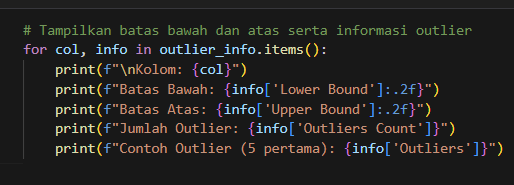 # Tampilkan batas bawah dan atas serta informasi outlier
for col, info in outlier_info.items():
    print(f"\nKolom: {col}")
    print(f"Batas Bawah: {info['Lower Bound']:.2f}")
    print(f"Batas Atas: {info['Upper Bound']:.2f}")
    print(f"Jumlah Outlier: {info['Outliers Count']}")
    print(f"Contoh Outlier (5 pertama): {info['Outliers']}")